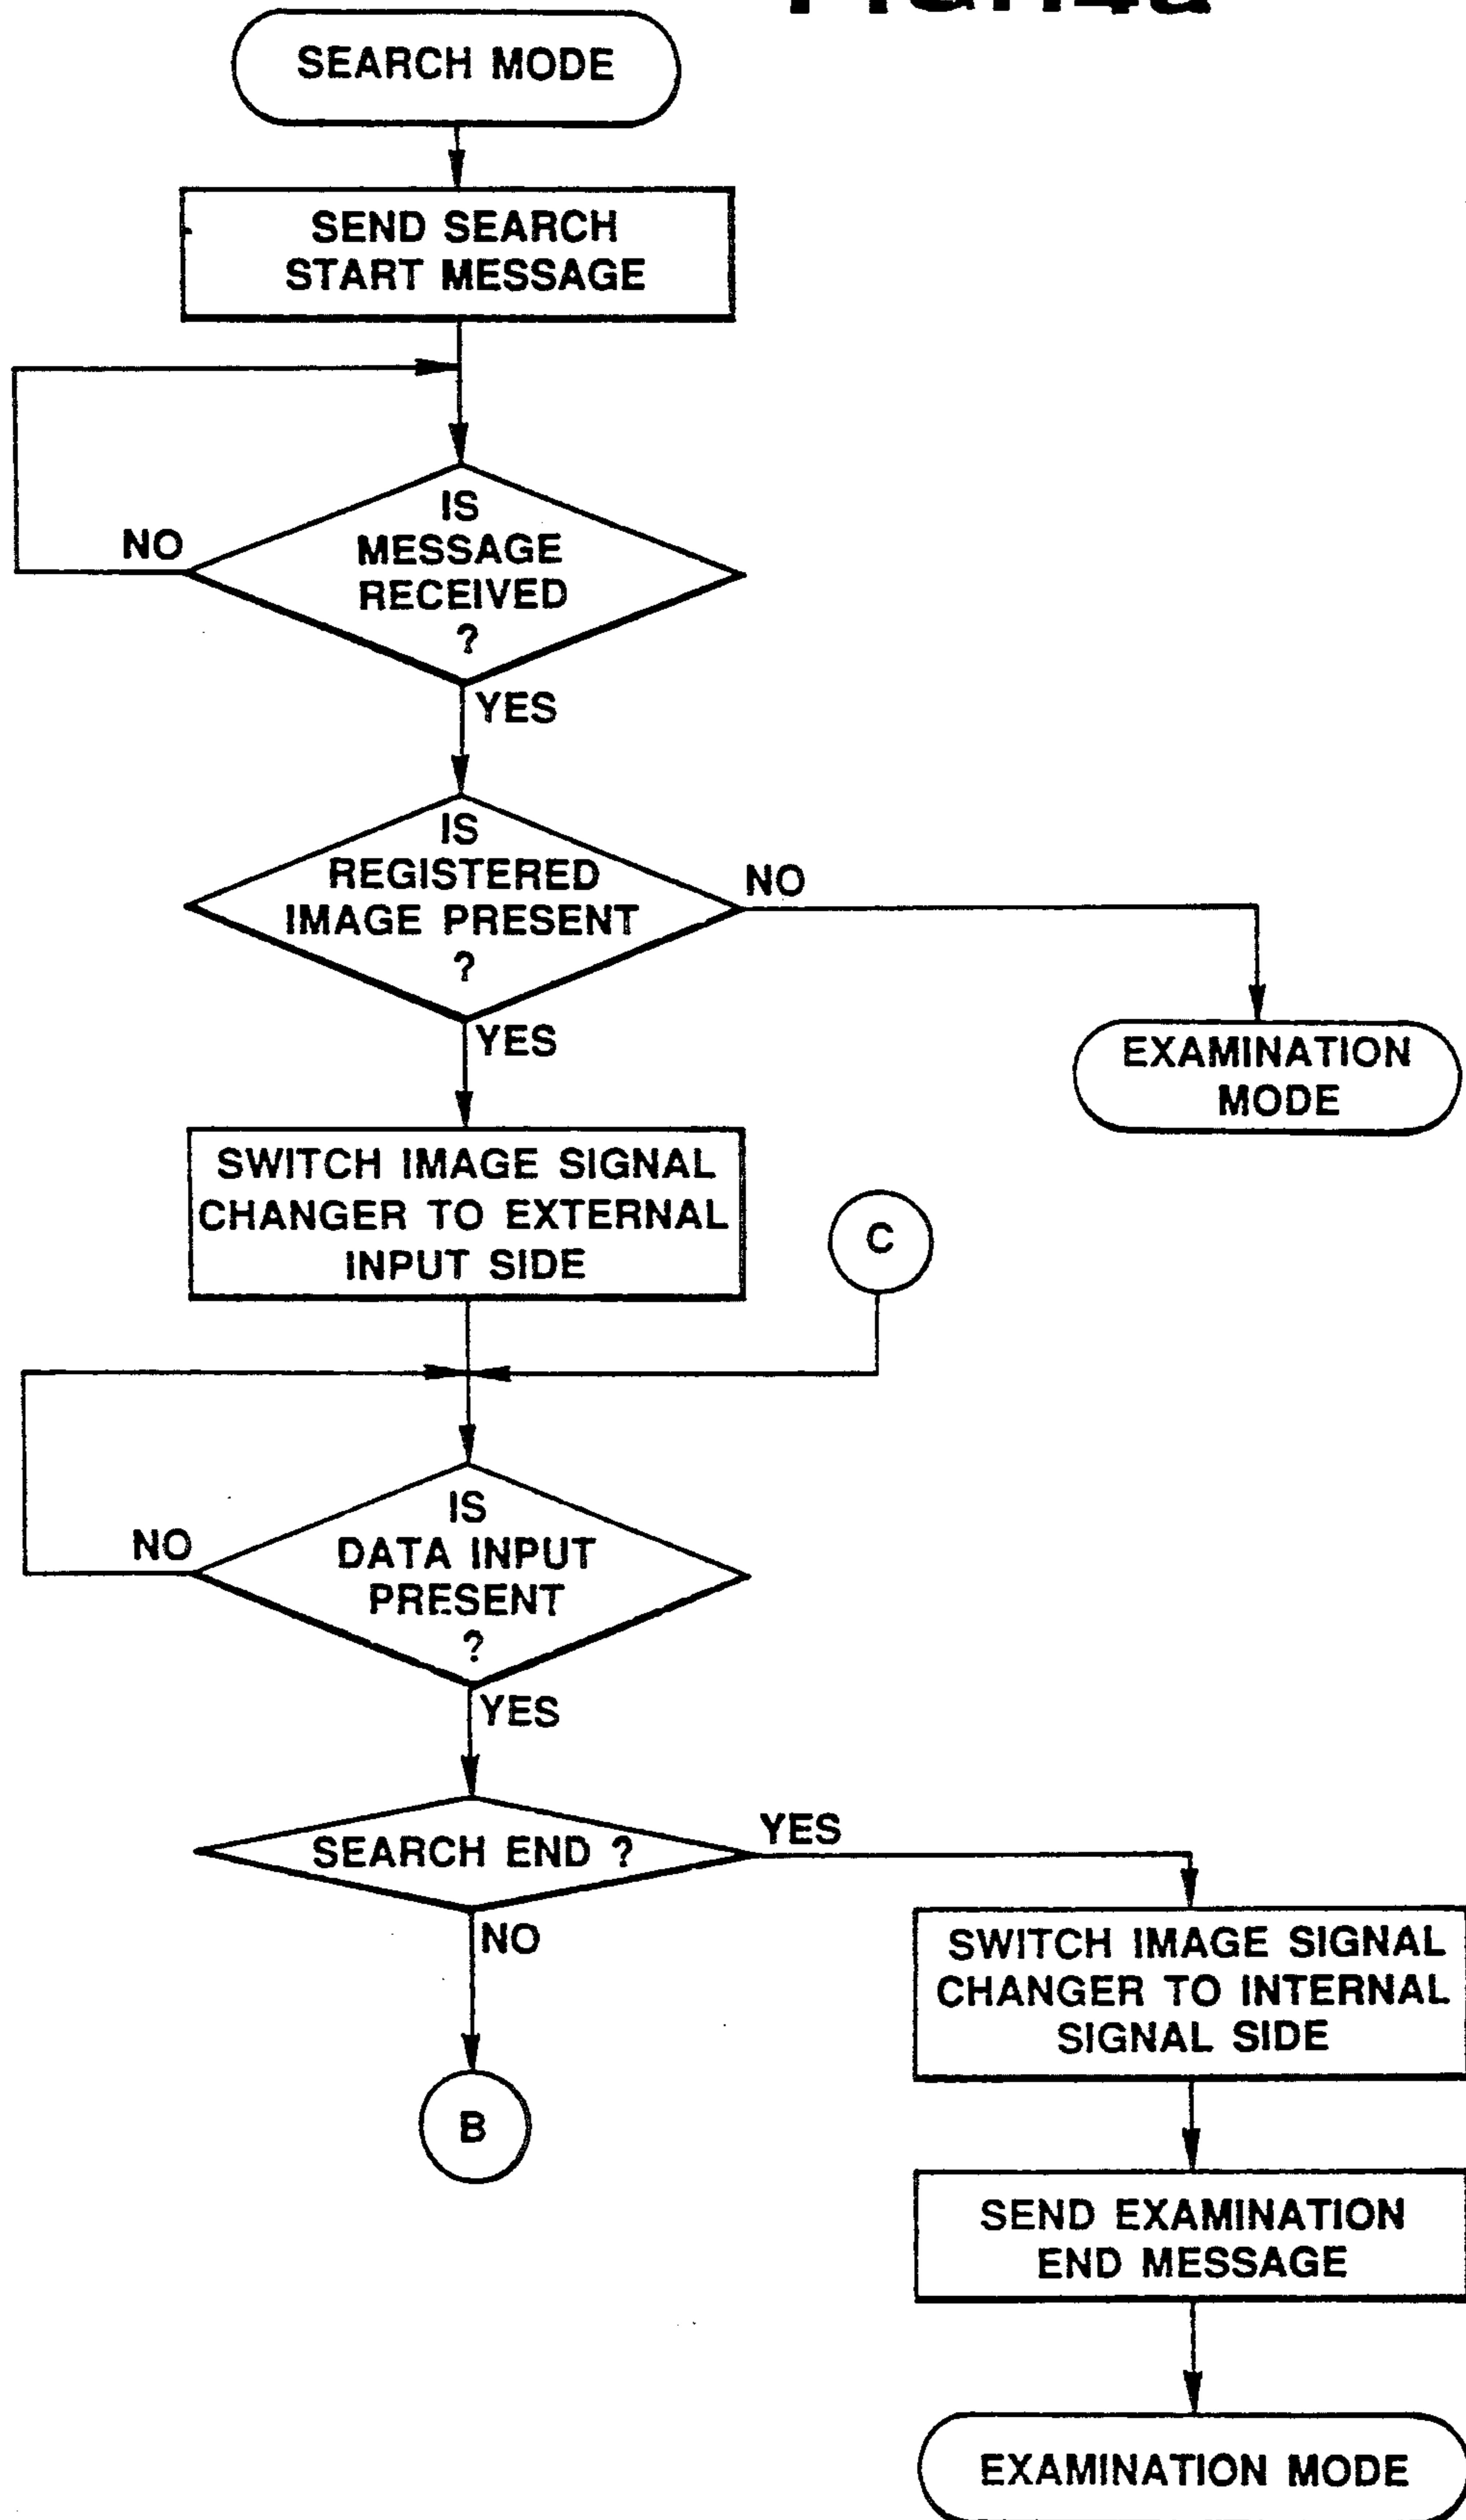 SEARCH MODE
SEND SEARCH
START MESSAGE
IS
MESSAGE
RECEIVED
?
NO
YES
IS
REGISTERED
IMAGE PRESENT
?
NO
YES
EXAMINATION
MODE
SWITCH IMAGE SIGNAL
CHANGER TO EXTERNAL
INPUT SIDE
C
IS
DATA INPUT
PRESENT
?
NO
YES
SEARCH END ?
YES
NO
B
SWITCH IMAGE SIGNAL
CHANGER TO INTERNAL
SIGNAL SIDE
SEND EXAMINATION
END MESSAGE
EXAMINATION MODE